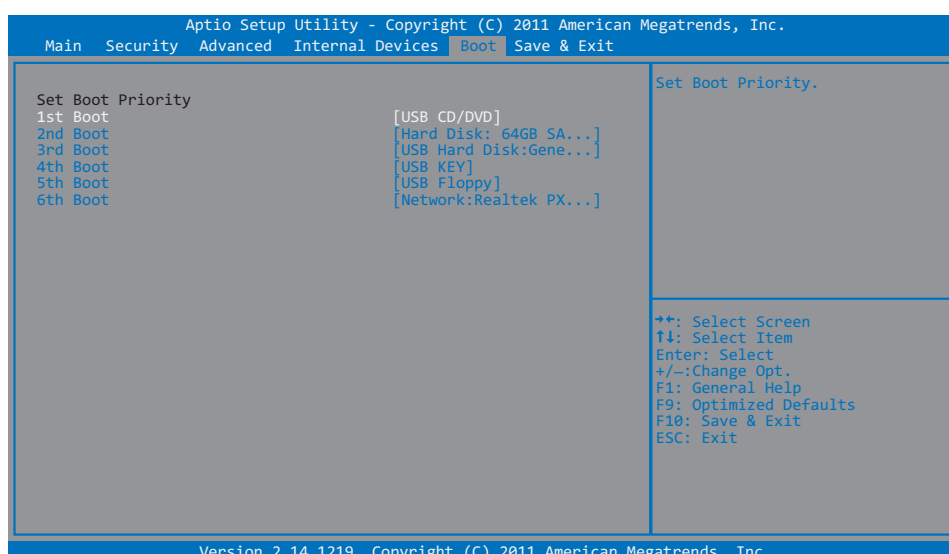 Aptio Setup Utility - Copyright (C) 2011 American Megatrends, Inc.
Main Security Advanced Internal Devices Boot Save & Exit
Set Boot Priority
1st Boot [USB CD/DVD]
2nd Boot [Hard Disk: 64GB SA...]
3rd Boot [USB Hard Disk:Gene...]
4th Boot [USB KEY]
5th Boot [USB Floppy]
6th Boot [Network:Realtek PX...]
Set Boot Priority.
→←: Select Screen
↑↓: Select Item
Enter: Select
+/–:Change Opt.
F1: General Help
F9: Optimized Defaults
F10: Save & Exit
ESC: Exit
Version 2.14.1219. Copyright (C) 2011 American Megatrends, Inc.